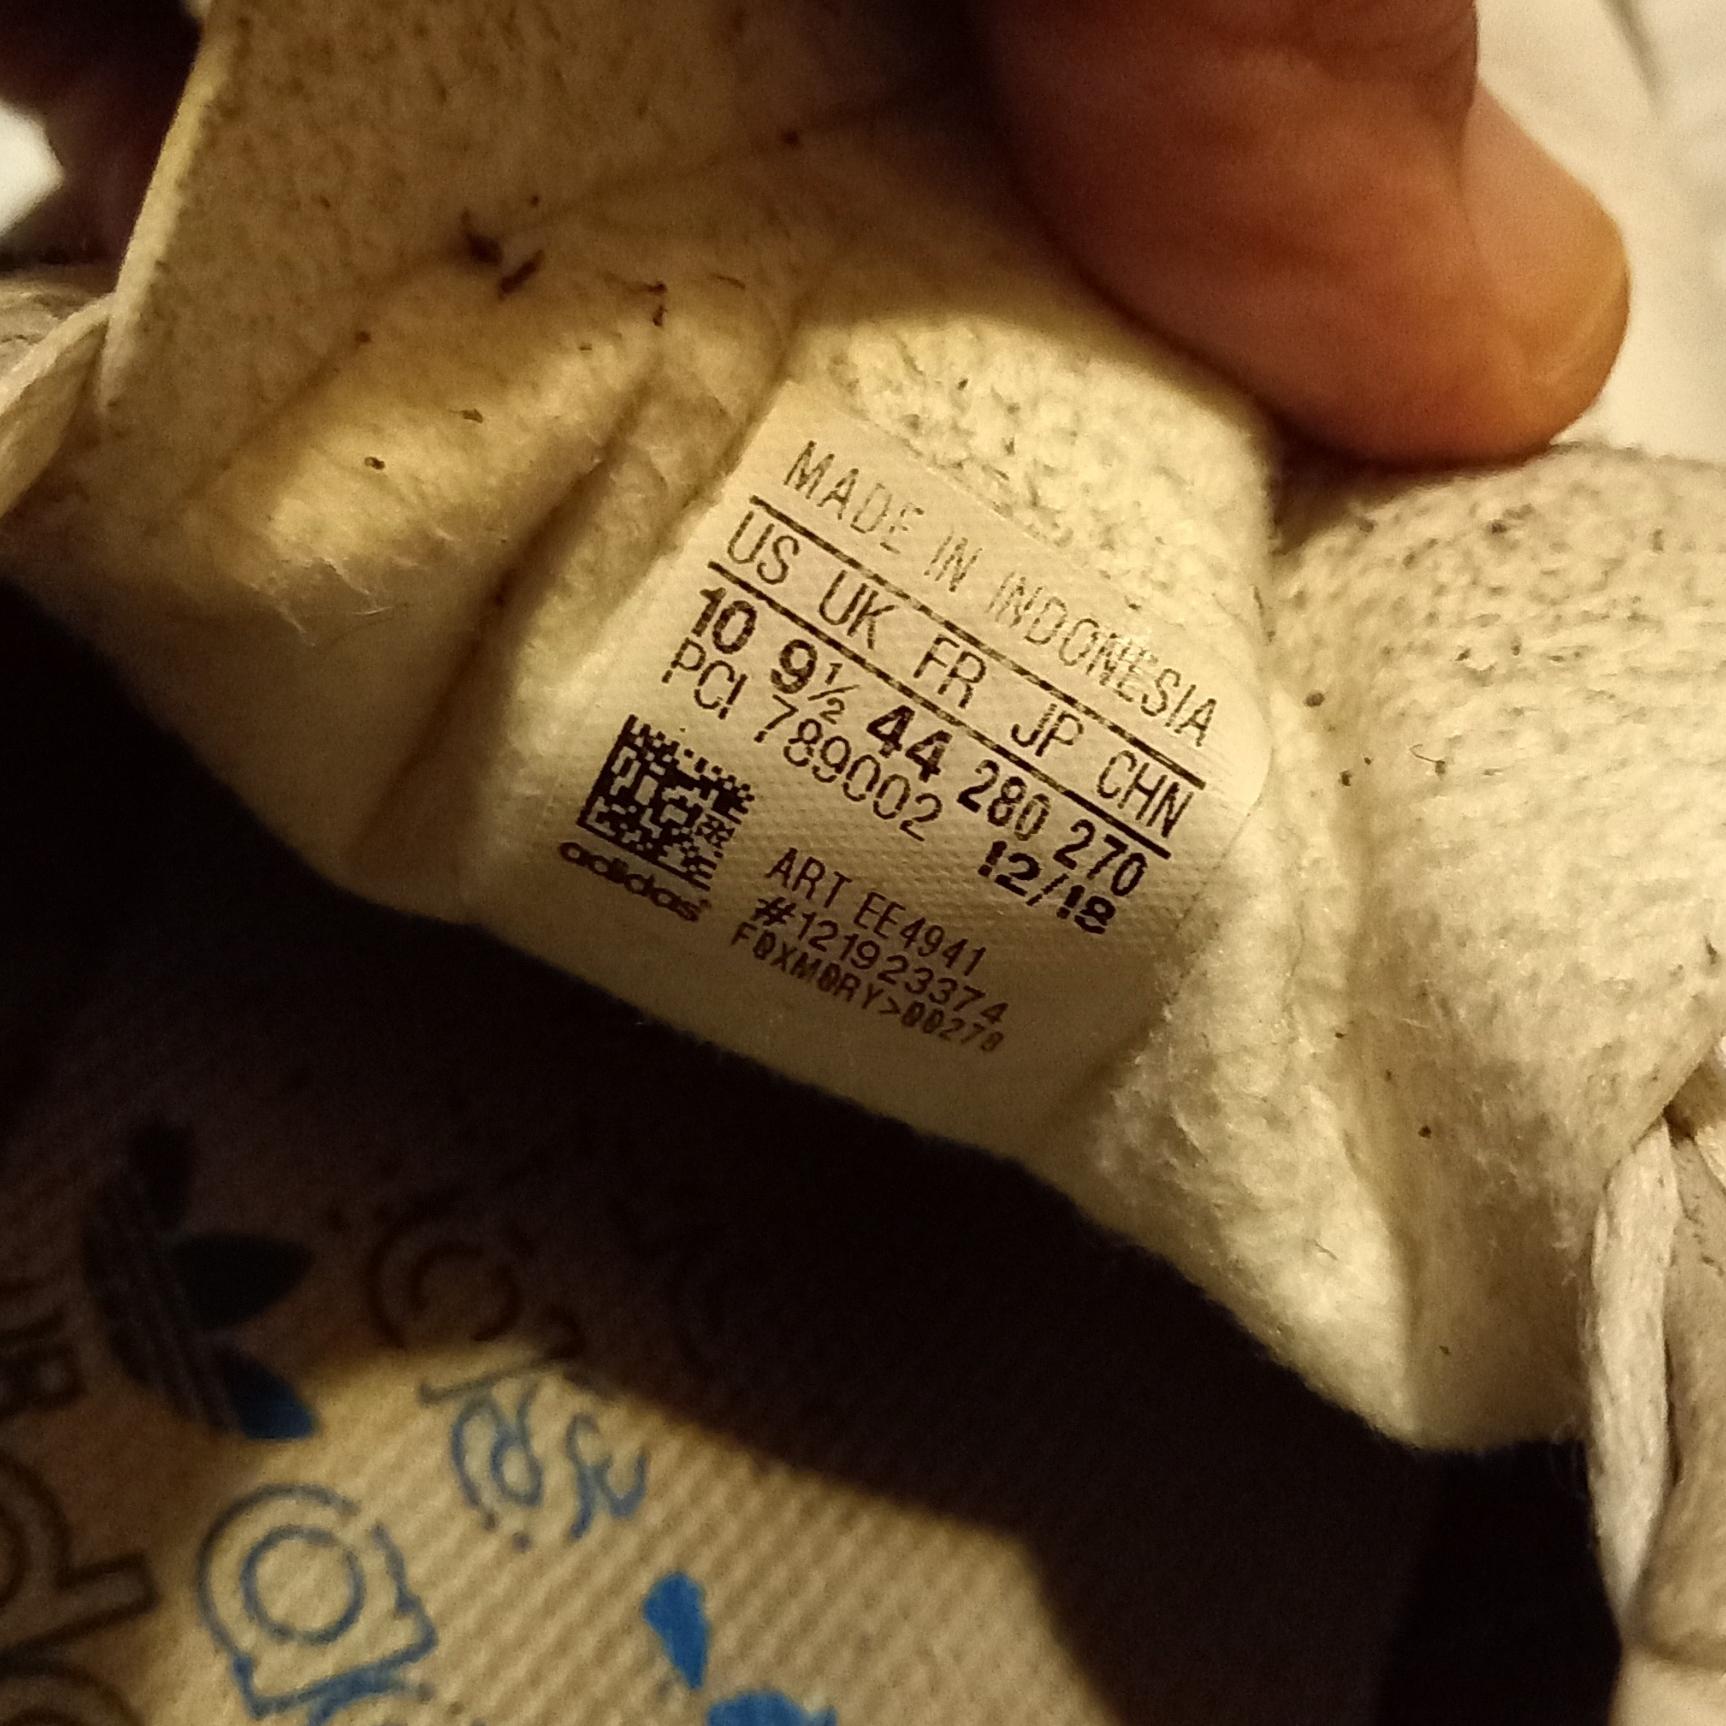 MADE IN INDONESIA
US UK FR JP CHN
10 9½ 44 280 270
PCI 789002 12/18
adidas
ART EE4941
#121923374
FQXM0RY>00278